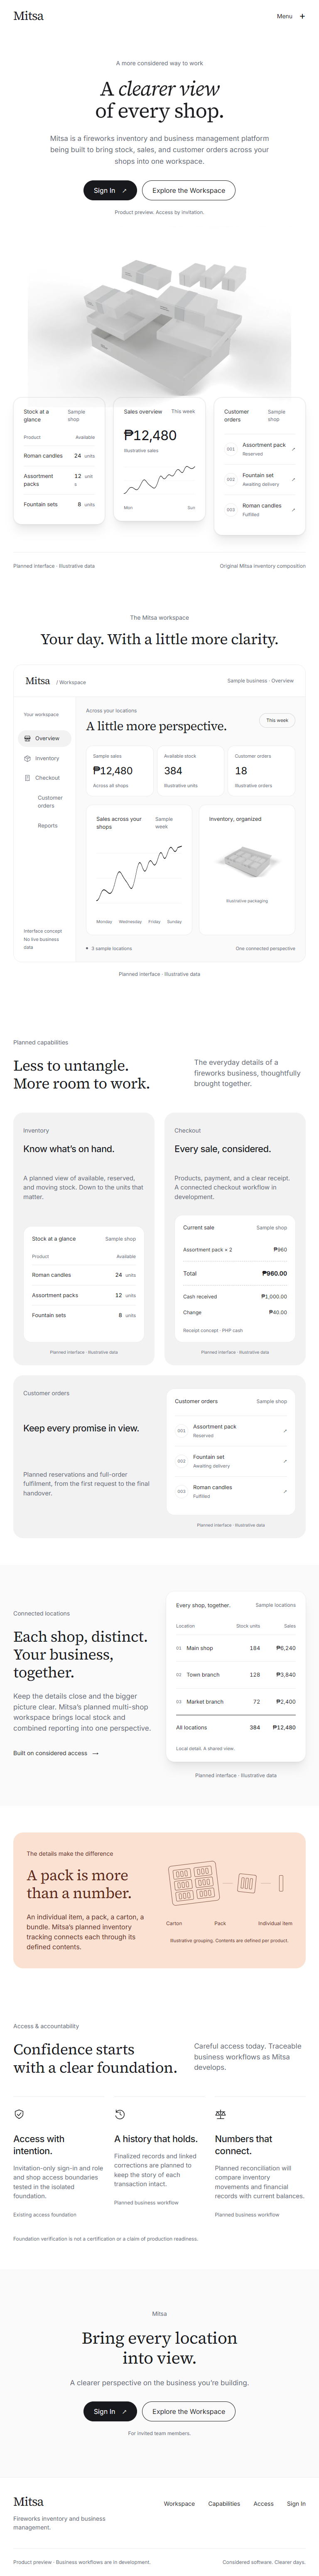 Mitsa
Menu +
A more considered way to work
A clearer view
of every shop.
Mitsa is a fireworks inventory and business management platform
being built to bring stock, sales, and customer orders across your
shops into one workspace.
Sign In ↗
Explore the Workspace
Product preview. Access by invitation.
Stock at a
glance
Sample
shop
Product Available
Roman candles 24 units
Assortment
packs
12 unit
s
Fountain sets 8 units
Sales overview This week
₱12,480
Illustrative sales
Mon Sun
Customer
orders
Sample
shop
001 Assortment pack ↗
Reserved
002 Fountain set ↗
Awaiting delivery
003 Roman candles ↗
Fulfilled
Planned interface · Illustrative data
Original Mitsa inventory composition
The Mitsa workspace
Your day. With a little more clarity.
Mitsa / Workspace
Sample business · Overview
Your workspace
Overview
Inventory
Checkout
Customer
orders
Reports
Interface concept
No live business
data
Across your locations
A little more perspective.
This week
Sample sales
₱12,480
Across all shops
Available stock
384
Illustrative units
Customer orders
18
Illustrative orders
Sales across your
shops
Sample
week
Monday Wednesday Friday Sunday
Inventory, organized
Illustrative packaging
3 sample locations
One connected perspective
Planned interface · Illustrative data
Planned capabilities
Less to untangle.
More room to work.
The everyday details of a
fireworks business, thoughtfully
brought together.
Inventory
Know what's on hand.
A planned view of available, reserved,
and moving stock. Down to the units that
matter.
Stock at a glance Sample shop
Product Available
Roman candles 24 units
Assortment packs 12 units
Fountain sets 8 units
Planned interface · Illustrative data
Checkout
Every sale, considered.
Products, payment, and a clear receipt.
A connected checkout workflow in
development.
Current sale Sample shop
Assortment pack × 2 ₱960
Total ₱960.00
Cash received ₱1,000.00
Change ₱40.00
Receipt concept · PHP cash
Planned interface · Illustrative data
Customer orders
Keep every promise in view.
Planned reservations and full-order
fulfilment, from the first request to the final
handover.
Customer orders Sample shop
001 Assortment pack ↗
Reserved
002 Fountain set ↗
Awaiting delivery
003 Roman candles ↗
Fulfilled
Planned interface · Illustrative data
Connected locations
Each shop, distinct.
Your business,
together.
Keep the details close and the bigger
picture clear. Mitsa's planned multi-shop
workspace brings local stock and
combined reporting into one perspective.
Built on considered access →
Every shop, together. Sample locations
Location Stock units Sales
01 Main shop 184 ₱6,240
02 Town branch 128 ₱3,840
03 Market branch 72 ₱2,400
All locations 384 ₱12,480
Local detail. A shared view.
Planned interface · Illustrative data
The details make the difference
A pack is more
than a number.
An individual item, a pack, a carton, a
bundle. Mitsa's planned inventory
tracking connects each through its
defined contents.
Carton Pack Individual item
Illustrative grouping. Contents are defined per product.
Access & accountability
Confidence starts
with a clear foundation.
Careful access today. Traceable
business workflows as Mitsa
develops.
Access with
intention.
Invitation-only sign-in and role
and shop access boundaries
tested in the isolated
foundation.
Existing access foundation
A history that holds.
Finalized records and linked
corrections are planned to
keep the story of each
transaction intact.
Planned business workflow
Numbers that
connect.
Planned reconciliation will
compare inventory
movements and financial
records with current balances.
Planned business workflow
Foundation verification is not a certification or a claim of production readiness.
Mitsa
Bring every location
into view.
A clearer perspective on the business you're building.
Sign In ↗
Explore the Workspace
For invited team members.
Mitsa
Fireworks inventory and business
management.
Workspace Capabilities Access Sign In
Product preview · Business workflows are in development.
Considered software. Clearer days.